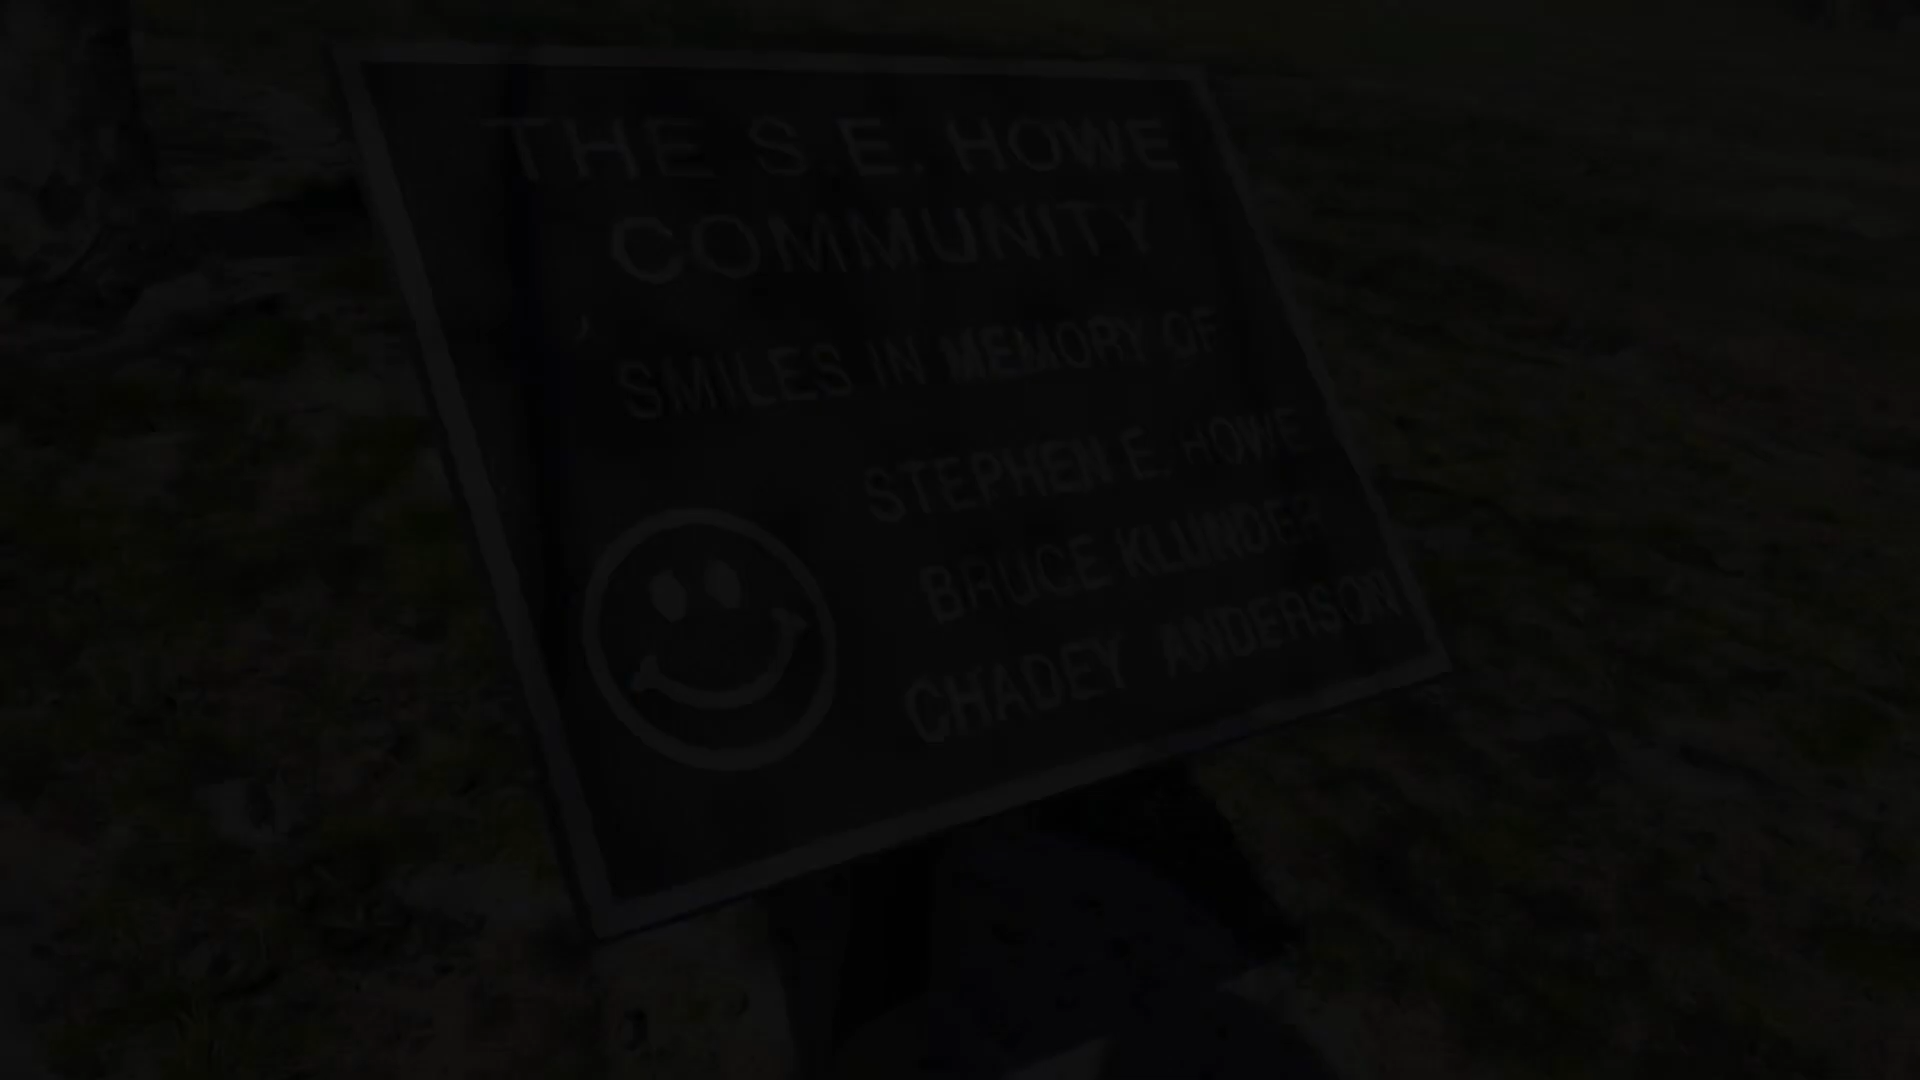 THE S.E. HOWE
COMMUNITY
SMILES IN MEMORY OF
STEPHEN E. HOWE
BRUCE KLUNDER
CHADEY ANDERSON